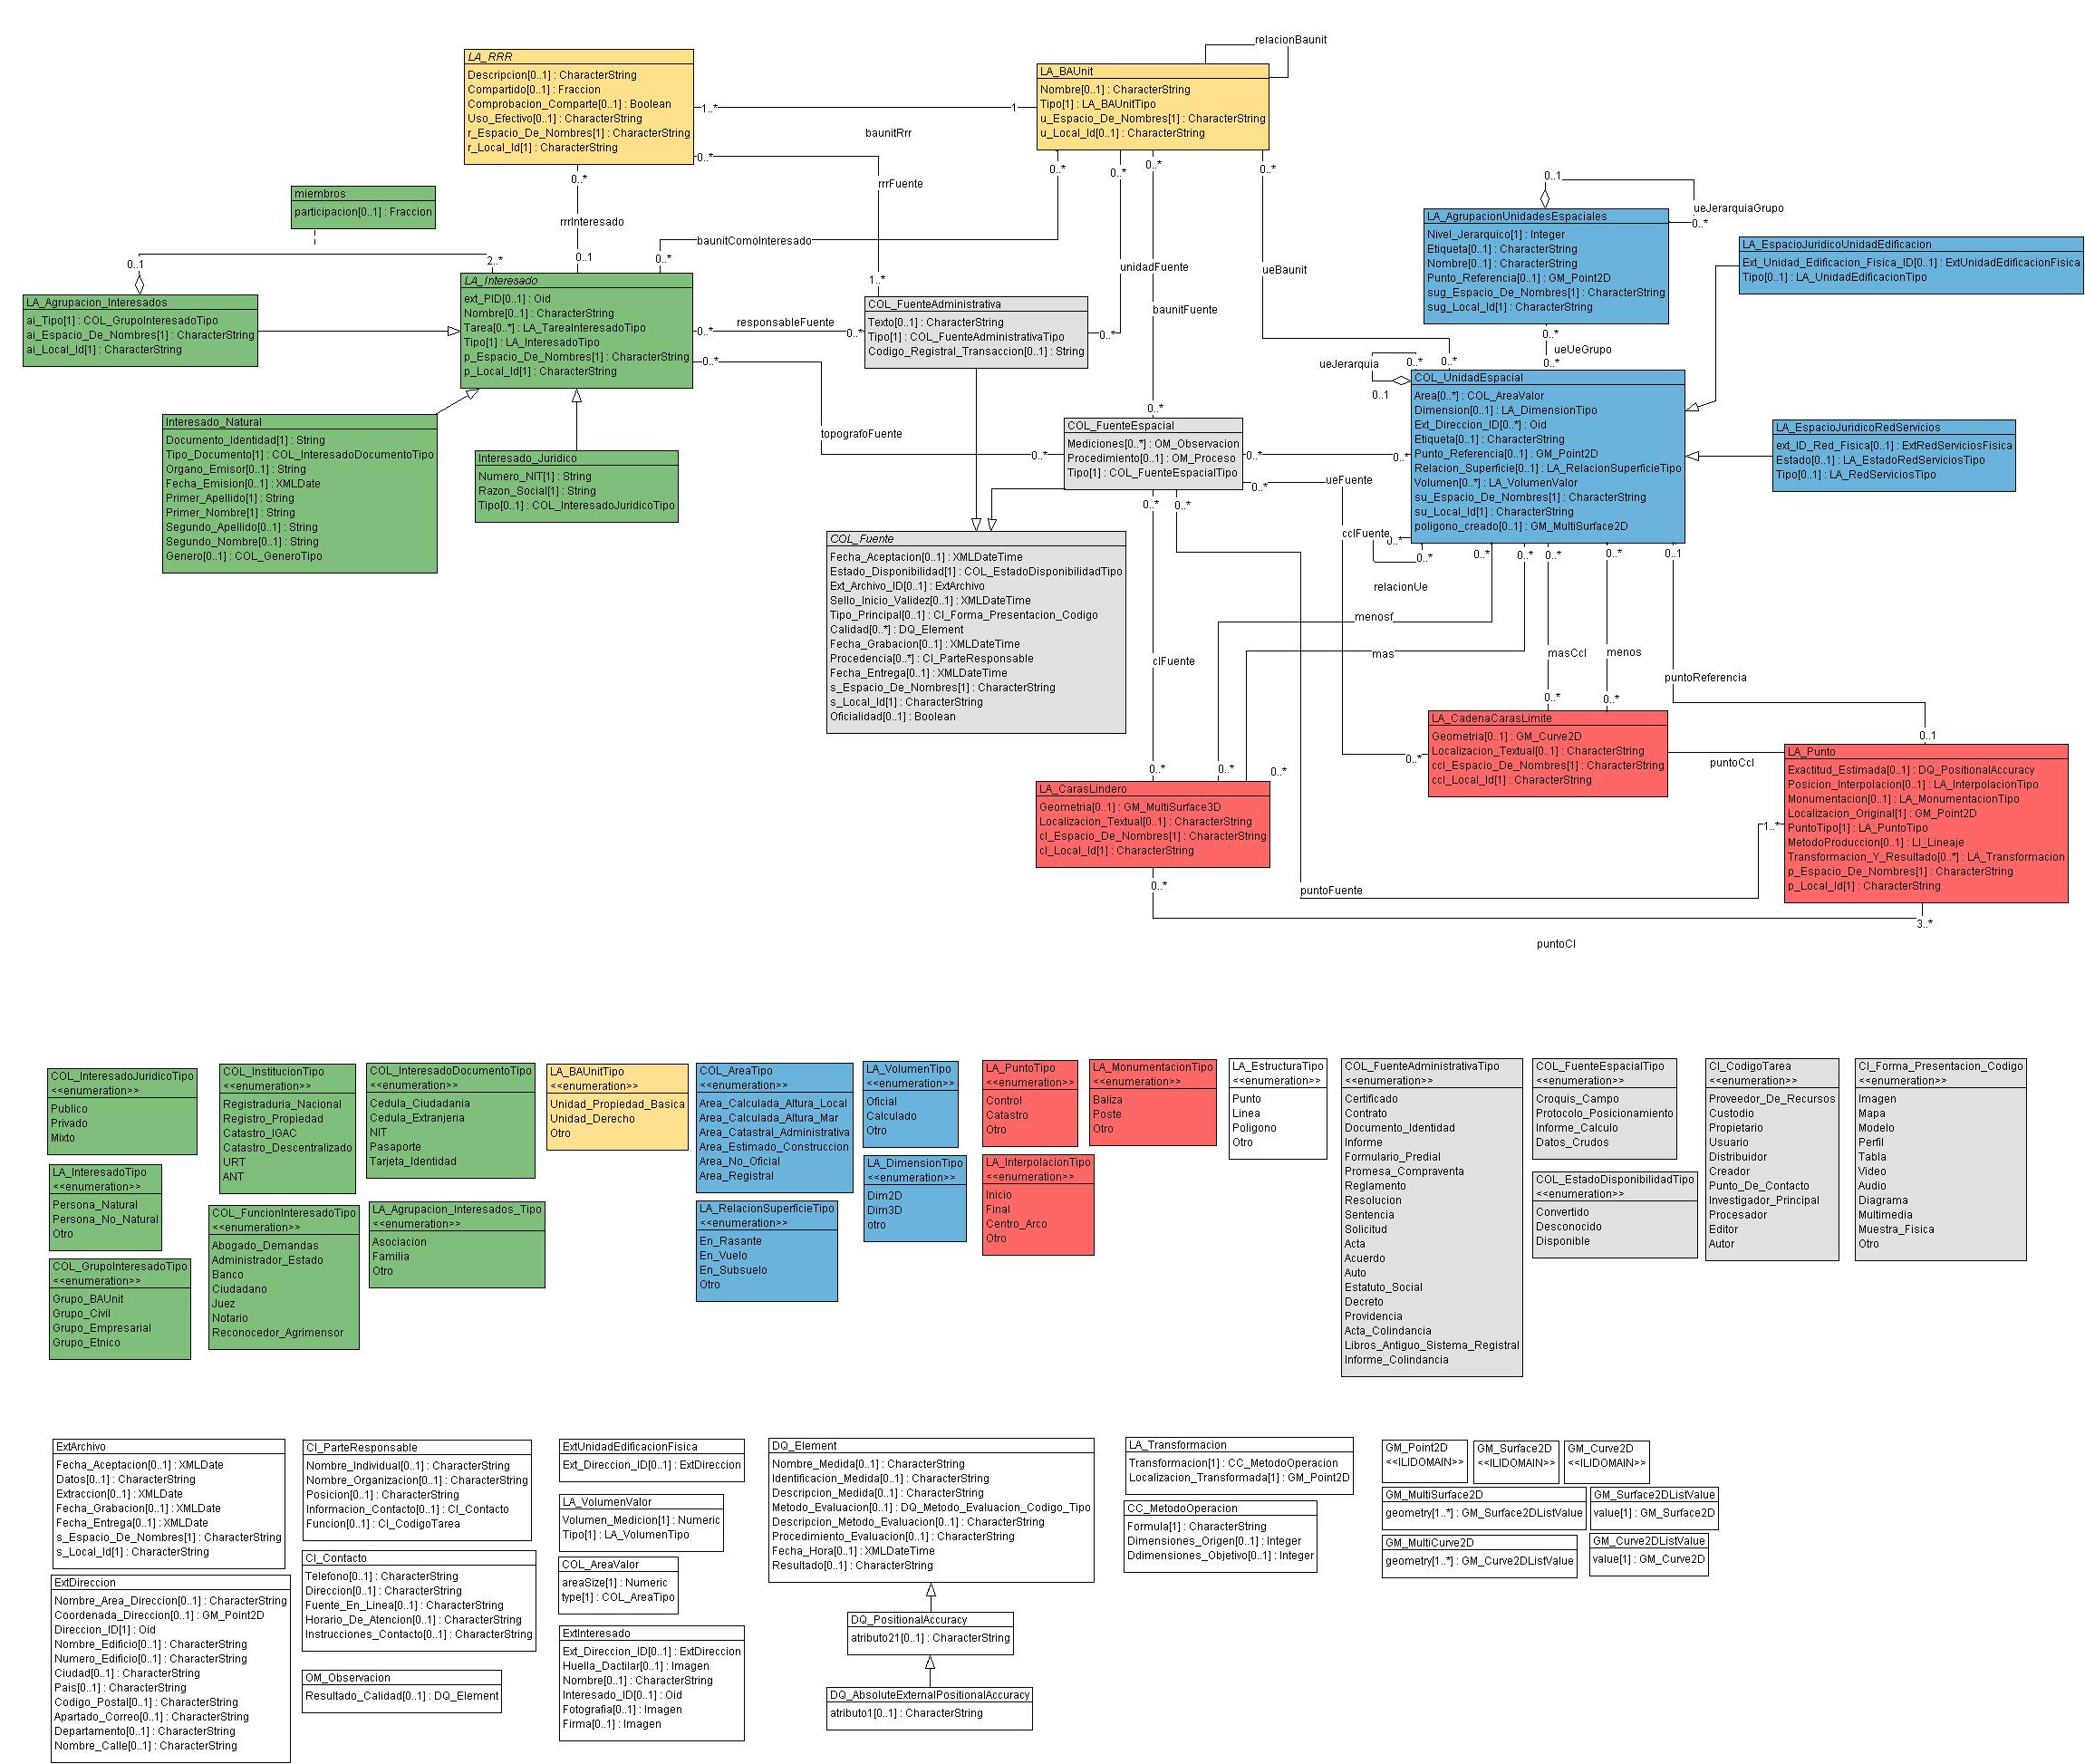 relacionBaunit
LA_RRR
Descripcion[0..1] : CharacterString
Compartido[0..1] : Fraccion
Comprobacion_Comparte[0..1] : Boolean
Uso_Efectivo[0..1] : CharacterString
r_Espacio_De_Nombres[1] : CharacterString
r_Local_Id[1] : CharacterString
LA_BAUnit
Nombre[0..1] : CharacterString
Tipo[1] : LA_BAUnitTipo
u_Espacio_De_Nombres[1] : CharacterString
u_Local_Id[0..1] : CharacterString
1..*
1
baunitRrr
0..*
rrrFuente
0..*
0..*
0..*
0..*
0..*
miembros
participacion[0..1] : Fraccion
rrrInteresado
baunitComoInteresado
unidadFuente
ueBaunit
baunitFuente
0..1
ueJerarquiaGrupo
0..*
LA_AgrupacionUnidadesEspaciales
Nivel_Jerarquico[1] : Integer
Etiqueta[0..1] : CharacterString
Nombre[0..1] : CharacterString
Punto_Referencia[0..1] : GM_Point2D
sug_Espacio_De_Nombres[1] : CharacterString
sug_Local_Id[1] : CharacterString
LA_EspacioJuridicoUnidadEdificacion
Ext_Unidad_Edificacion_Fisica_ID[0..1] : ExtUnidadEdificacionFisica
Tipo[0..1] : LA_UnidadEdificacionTipo
0..1
2..*
0..1
0..*
1..*
LA_Agrupacion_Interesados
ai_Tipo[1] : COL_GrupoInteresadoTipo
ai_Espacio_De_Nombres[1] : CharacterString
ai_Local_Id[1] : CharacterString
LA_Interesado
ext_PID[0..1] : Oid
Nombre[0..1] : CharacterString
Tarea[0..*] : LA_TareaInteresadoTipo
Tipo[1] : LA_InteresadoTipo
p_Espacio_De_Nombres[1] : CharacterString
p_Local_Id[1] : CharacterString
0..*
responsableFuente
0..*
0..*
COL_FuenteAdministrativa
Texto[0..1] : CharacterString
Tipo[1] : COL_FuenteAdministrativaTipo
Codigo_Registral_Transaccion[0..1] : String
0..*
0..*
ueUeGrupo
0..*
ueJerarquia
0..*
0..*
0..1
COL_UnidadEspacial
Area[0..*] : COL_AreaValor
Dimension[0..1] : LA_DimensionTipo
Ext_Direccion_ID[0..*] : Oid
Etiqueta[0..1] : CharacterString
Punto_Referencia[0..1] : GM_Point2D
Relacion_Superficie[0..1] : LA_RelacionSuperficieTipo
Volumen[0..*] : LA_VolumenValor
su_Espacio_De_Nombres[1] : CharacterString
su_Local_Id[1] : CharacterString
poligono_creado[0..1] : GM_MultiSurface2D
LA_EspacioJuridicoRedServicios
ext_ID_Red_Fisica[0..1] : ExtRedServiciosFisica
Estado[0..1] : LA_EstadoRedServiciosTipo
Tipo[0..1] : LA_RedServiciosTipo
Interesado_Natural
Documento_Identidad[1] : String
Tipo_Documento[1] : COL_InteresadoDocumentoTipo
Organo_Emisor[0..1] : String
Fecha_Emision[0..1] : XMLDate
Primer_Apellido[1] : String
Primer_Nombre[1] : String
Segundo_Apellido[0..1] : String
Segundo_Nombre[0..1] : String
Genero[0..1] : COL_GeneroTipo
Interesado_Juridico
Numero_NIT[1] : String
Razon_Social[1] : String
Tipo[0..1] : COL_InteresadoJuridicoTipo
topografoFuente
0..*
0..*
COL_FuenteEspacial
Mediciones[0..*] : OM_Observacion
Procedimiento[0..1] : OM_Proceso
Tipo[1] : COL_FuenteEspacialTipo
0..*
0..*
ueFuente
0..*
0..*
0..*
cclFuente
0..*
0..*
relacionUe
0..*
0..*
0..*
0..*
0..1
COL_Fuente
Fecha_Aceptacion[0..1] : XMLDateTime
Estado_Disponibilidad[1] : COL_EstadoDisponibilidadTipo
Ext_Archivo_ID[0..1] : ExtArchivo
Sello_Inicio_Validez[0..1] : XMLDateTime
Tipo_Principal[0..1] : CI_Forma_Presentacion_Codigo
Calidad[0..*] : DQ_Element
Fecha_Grabacion[0..1] : XMLDateTime
Procedencia[0..*] : CI_ParteResponsable
Fecha_Entrega[0..1] : XMLDateTime
s_Espacio_De_Nombres[1] : CharacterString
s_Local_Id[1] : CharacterString
Oficialidad[0..1] : Boolean
menosf
mas
clFuente
masCcl
menos
puntoReferencia
0..*
0..*
0..1
LA_CadenaCarasLimite
Geometria[0..1] : GM_Curve2D
Localizacion_Textual[0..1] : CharacterString
ccl_Espacio_De_Nombres[1] : CharacterString
ccl_Local_Id[1] : CharacterString
0..*
puntoCcl
0..*
0..*
0..*
LA_CarasLindero
Geometria[0..1] : GM_MultiSurface3D
Localizacion_Textual[0..1] : CharacterString
cl_Espacio_De_Nombres[1] : CharacterString
cl_Local_Id[1] : CharacterString
LA_Punto
Exactitud_Estimada[0..1] : DQ_PositionalAccuracy
Posicion_Interpolacion[0..1] : LA_InterpolacionTipo
Monumentacion[0..1] : LA_MonumentacionTipo
Localizacion_Original[1] : GM_Point2D
PuntoTipo[1] : LA_PuntoTipo
MetodoProduccion[0..1] : LI_Lineaje
Transformacion_Y_Resultado[0..*] : LA_Transformacion
p_Espacio_De_Nombres[1] : CharacterString
p_Local_Id[1] : CharacterString
1..*
0..*
puntoFuente
3..*
puntoCl
COL_InteresadoJuridicoTipo
<<enumeration>>
Publico
Privado
Mixto
COL_InstitucionTipo
<<enumeration>>
Registraduria_Nacional
Registro_Propiedad
Catastro_IGAC
Catastro_Descentralizado
URT
ANT
COL_InteresadoDocumentoTipo
<<enumeration>>
Cedula_Ciudadania
Cedula_Extranjeria
NIT
Pasaporte
Tarjeta_Identidad
LA_BAUnitTipo
<<enumeration>>
Unidad_Propiedad_Basica
Unidad_Derecho
Otro
COL_AreaTipo
<<enumeration>>
Area_Calculada_Altura_Local
Area_Calculada_Altura_Mar
Area_Catastral_Administrativa
Area_Estimado_Construccion
Area_No_Oficial
Area_Registral
LA_VolumenTipo
<<enumeration>>
Oficial
Calculado
Otro
LA_PuntoTipo
<<enumeration>>
Control
Catastro
Otro
LA_MonumentacionTipo
<<enumeration>>
Baliza
Poste
Otro
LA_EstructuraTipo
<<enumeration>>
Punto
Linea
Poligono
Otro
COL_FuenteAdministrativaTipo
<<enumeration>>
Certificado
Contrato
Documento_Identidad
Informe
Formulario_Predial
Promesa_Compraventa
Reglamento
Resolucion
Sentencia
Solicitud
Acta
Acuerdo
Auto
Estatuto_Social
Decreto
Providencia
Acta_Colindancia
Libros_Antiguo_Sistema_Registral
Informe_Colindancia
COL_FuenteEspacialTipo
<<enumeration>>
Croquis_Campo
Protocolo_Posicionamiento
Informe_Calculo
Datos_Crudos
CI_CodigoTarea
<<enumeration>>
Proveedor_De_Recursos
Custodio
Propietario
Usuario
Distribuidor
Creador
Punto_De_Contacto
Investigador_Principal
Procesador
Editor
Autor
CI_Forma_Presentacion_Codigo
<<enumeration>>
Imagen
Mapa
Modelo
Perfil
Tabla
Video
Audio
Diagrama
Multimedia
Muestra_Fisica
Otro
LA_InteresadoTipo
<<enumeration>>
Persona_Natural
Persona_No_Natural
Otro
COL_FuncionInteresadoTipo
<<enumeration>>
Abogado_Demandas
Administrador_Estado
Banco
Ciudadano
Juez
Notario
Reconocedor_Agrimensor
LA_Agrupacion_Interesados_Tipo
<<enumeration>>
Asociacion
Familia
Otro
LA_RelacionSuperficieTipo
<<enumeration>>
En_Rasante
En_Vuelo
En_Subsuelo
Otro
LA_DimensionTipo
<<enumeration>>
Dim2D
Dim3D
otro
LA_InterpolacionTipo
<<enumeration>>
Inicio
Final
Centro_Arco
Otro
COL_EstadoDisponibilidadTipo
<<enumeration>>
Convertido
Desconocido
Disponible
COL_GrupoInteresadoTipo
<<enumeration>>
Grupo_BAUnit
Grupo_Civil
Grupo_Empresarial
Grupo_Etnico
ExtArchivo
Fecha_Aceptacion[0..1] : XMLDate
Datos[0..1] : CharacterString
Extraccion[0..1] : XMLDate
Fecha_Grabacion[0..1] : XMLDate
Fecha_Entrega[0..1] : XMLDate
s_Espacio_De_Nombres[1] : CharacterString
s_Local_Id[1] : CharacterString
CI_ParteResponsable
Nombre_Individual[0..1] : CharacterString
Nombre_Organizacion[0..1] : CharacterString
Posicion[0..1] : CharacterString
Informacion_Contacto[0..1] : CI_Contacto
Funcion[0..1] : CI_CodigoTarea
ExtUnidadEdificacionFisica
Ext_Direccion_ID[0..1] : ExtDireccion
LA_VolumenValor
Volumen_Medicion[1] : Numeric
Tipo[1] : LA_VolumenTipo
DQ_Element
Nombre_Medida[0..1] : CharacterString
Identificacion_Medida[0..1] : CharacterString
Descripcion_Medida[0..1] : CharacterString
Metodo_Evaluacion[0..1] : DQ_Metodo_Evaluacion_Codigo_Tipo
Descripcion_Metodo_Evaluacion[0..1] : CharacterString
Procedimiento_Evaluacion[0..1] : CharacterString
Fecha_Hora[0..1] : XMLDateTime
Resultado[0..1] : CharacterString
LA_Transformacion
Transformacion[1] : CC_MetodoOperacion
Localizacion_Transformada[1] : GM_Point2D
CC_MetodoOperacion
Formula[1] : CharacterString
Dimensiones_Origen[0..1] : Integer
Ddimensiones_Objetivo[0..1] : Integer
GM_Point2D
<<ILIDOMAIN>>
GM_Surface2D
<<ILIDOMAIN>>
GM_Curve2D
<<ILIDOMAIN>>
GM_MultiSurface2D
geometry[1..*] : GM_Surface2DListValue
GM_Surface2DListValue
value[1] : GM_Surface2D
GM_MultiCurve2D
geometry[1..*] : GM_Curve2DListValue
GM_Curve2DListValue
value[1] : GM_Curve2D
CI_Contacto
Telefono[0..1] : CharacterString
Direccion[0..1] : CharacterString
Fuente_En_Linea[0..1] : CharacterString
Horario_De_Atencion[0..1] : CharacterString
Instrucciones_Contacto[0..1] : CharacterString
COL_AreaValor
areaSize[1] : Numeric
type[1] : COL_AreaTipo
ExtDireccion
Nombre_Area_Direccion[0..1] : CharacterString
Coordenada_Direccion[0..1] : GM_Point2D
Direccion_ID[1] : Oid
Nombre_Edificio[0..1] : CharacterString
Numero_Edificio[0..1] : CharacterString
Ciudad[0..1] : CharacterString
Pais[0..1] : CharacterString
Codigo_Postal[0..1] : CharacterString
Apartado_Correo[0..1] : CharacterString
Departamento[0..1] : CharacterString
Nombre_Calle[0..1] : CharacterString
OM_Observacion
Resultado_Calidad[0..1] : DQ_Element
ExtInteresado
Ext_Direccion_ID[0..1] : ExtDireccion
Huella_Dactilar[0..1] : Imagen
Nombre[0..1] : CharacterString
Interesado_ID[0..1] : Oid
Fotografia[0..1] : Imagen
Firma[0..1] : Imagen
DQ_PositionalAccuracy
atributo21[0..1] : CharacterString
DQ_AbsoluteExternalPositionalAccuracy
atributo1[0..1] : CharacterString